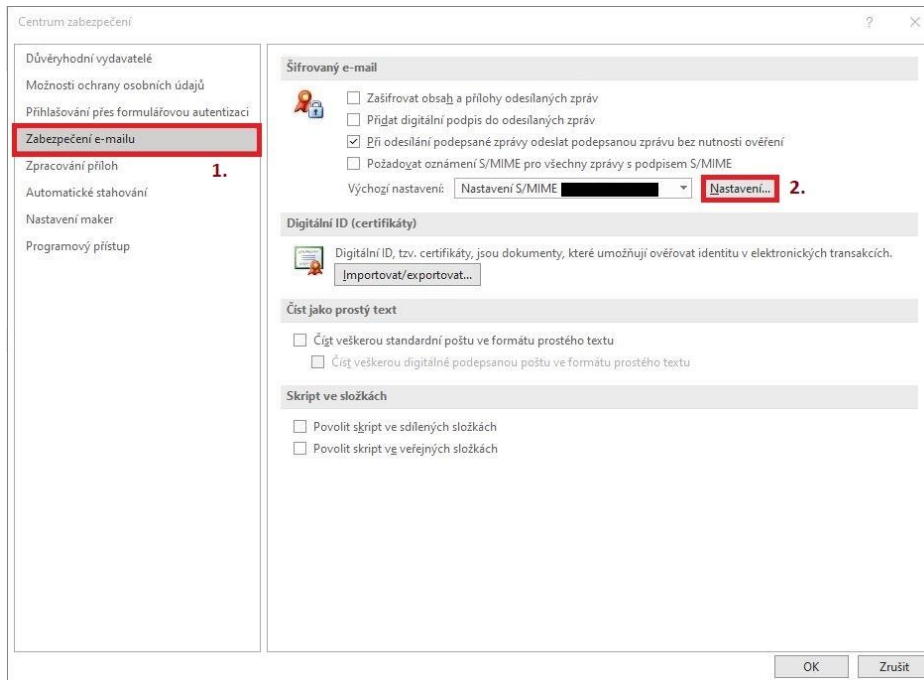 Centrum zabezpečení
Důvěryhodní vydavatelé
Možnosti ochrany osobních údajů
Přihlašování přes formulářovou autentizaci
Zabezpečení e-mailu
1.
Zpracování příloh
Automatické stahování
Nastavení maker
Programový přístup
Šifrovaný e-mail
Zašifrovat obsah a přílohy odesílaných zpráv
Přidat digitální podpis do odesílaných zpráv
Při odesílání podepsané zprávy odeslat podepsanou zprávu bez nutnosti ověření
Požadovat oznámení S/MIME pro všechny zprávy s podpisem S/MIME
Výchozí nastavení: Nastavení S/MIME Nastavení... 2.
Digitální ID (certifikáty)
Digitální ID, tzv. certifikáty, jsou dokumenty, které umožňují ověřovat identitu v elektronických transakcích.
Importovat/exportovat...
Číst jako prostý text
Číst veškerou standardní poštu ve formátu prostého textu
Číst veškerou digitálně podepsanou poštu ve formátu prostého textu
Skript ve složkách
Povolit skript ve sdílených složkách
Povolit skript ve veřejných složkách
OK Zrušit